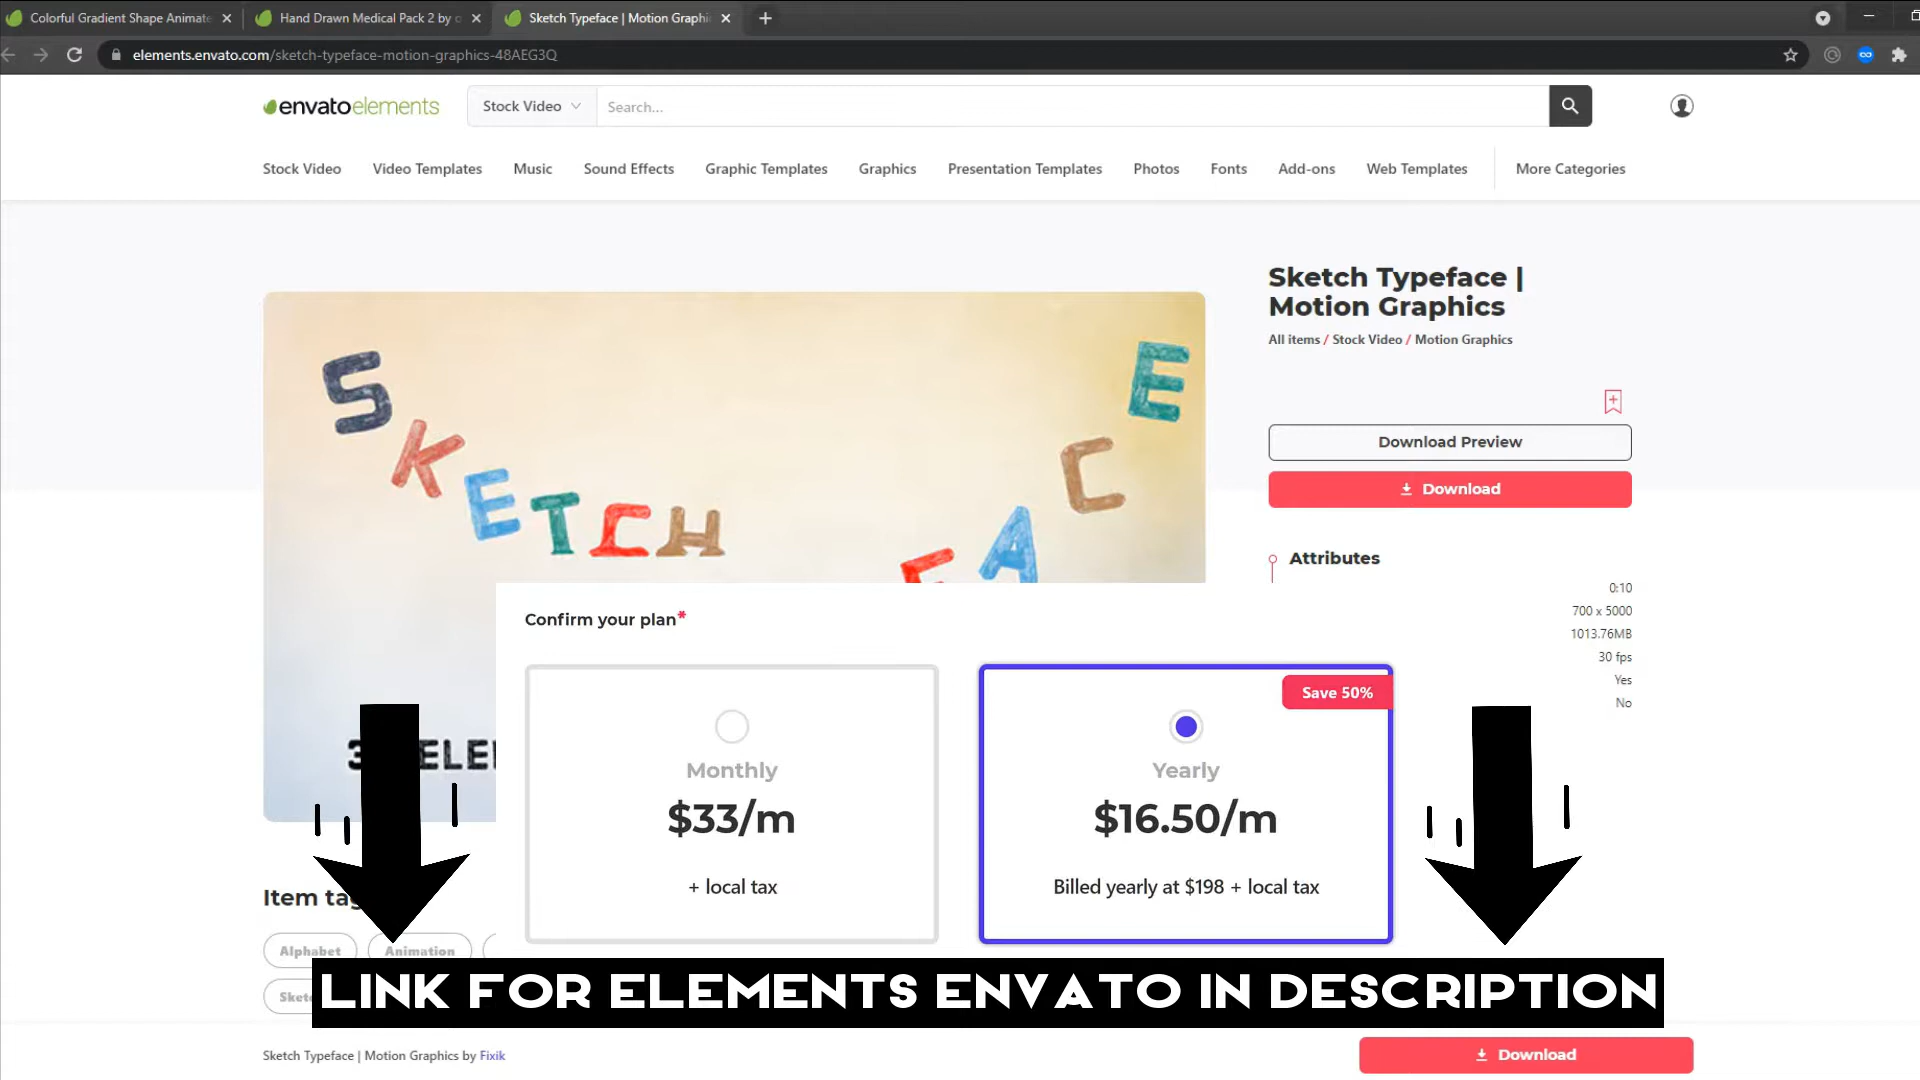 Colorful Gradient Shape Animate
Hand Drawn Medical Pack 2 by
Sketch Typeface | Motion Graphi
elements.envato.com/sketch-typeface-motion-graphics-48AEG3Q
envatoelements
Stock Video
Search...
Stock Video
Video Templates
Music
Sound Effects
Graphic Templates
Graphics
Presentation Templates
Photos
Fonts
Add-ons
Web Templates
More Categories
SKETCH
FACE
Sketch Typeface |
Motion Graphics
All items / Stock Video / Motion Graphics
Download Preview
Download
Attributes
0:10
700 x 5000
1013.76MB
30 fps
Yes
No
Confirm your plan*
Monthly
$33/m
+ local tax
Save 50%
Yearly
$16.50/m
Billed yearly at $198 + local tax
Item tag
Alphabet
Animation
LINK FOR ELEMENTS ENVATO IN DESCRIPTION
Sketch Typeface | Motion Graphics by Fixik
Download